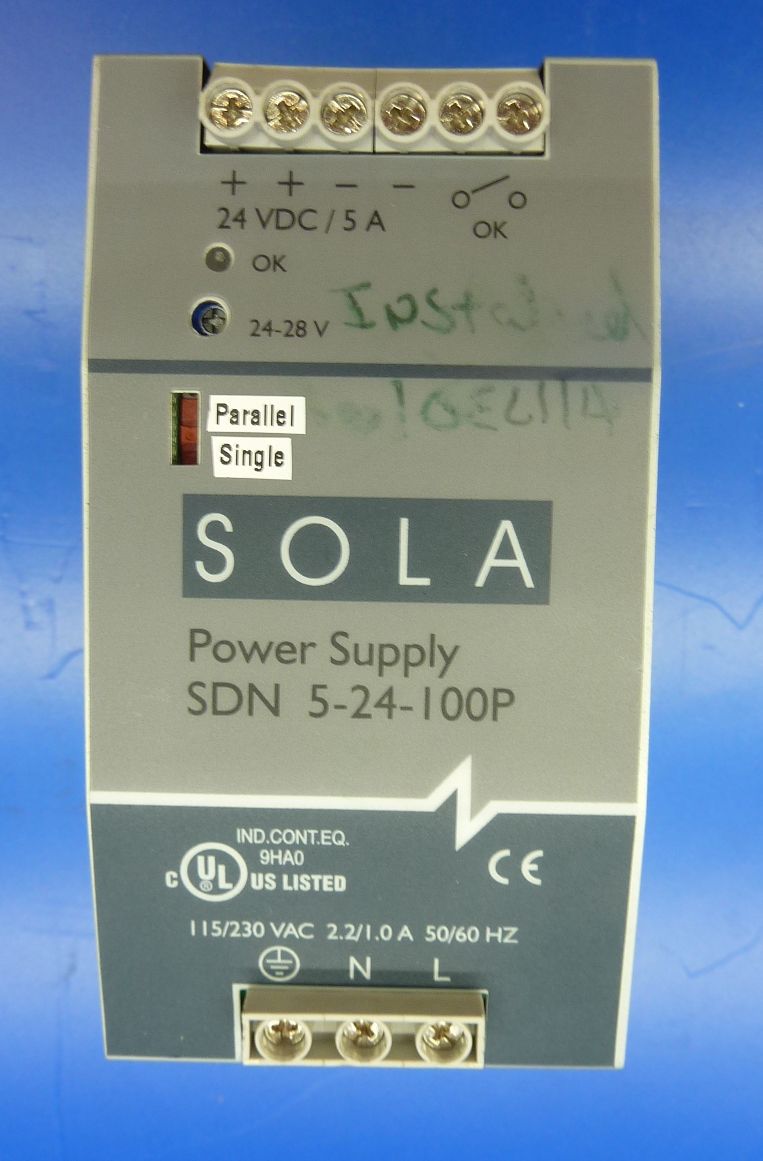 + + − −
24 VDC / 5 A
OK
OK
24-28 V
Installed
Parallel
Single
SOLA
Power Supply
SDN 5-24-100P
IND.CONT.EQ.
9HA0
C UL ® US LISTED
CE
115/230 VAC 2.2/1.0 A 50/60 HZ
N L